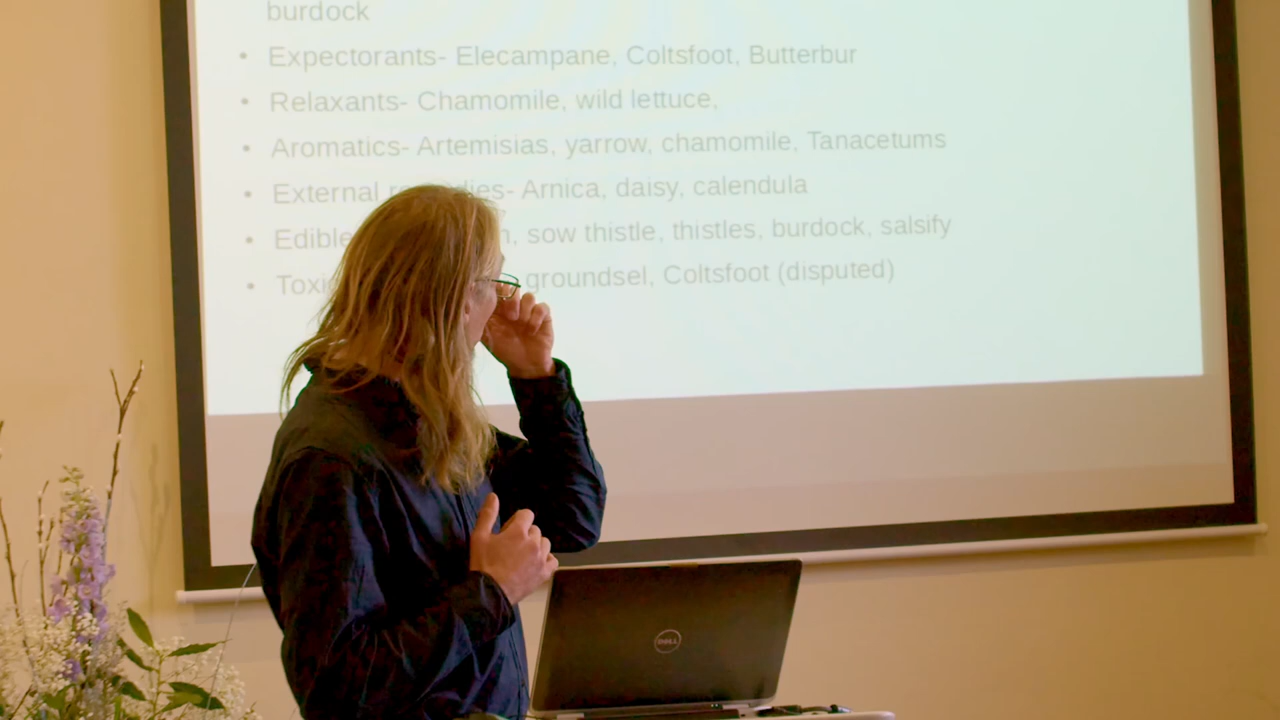 burdock
• Expectorants- Elecampane, Coltsfoot, Butterbur
• Relaxants- Chamomile, wild lettuce,
• Aromatics- Artemisias, yarrow, chamomile, Tanacetums
• External Arnica, daisy, calendula
• sow thistle, thistles, burdock, salsify
• groundsel, Coltsfoot (disputed)
DELL